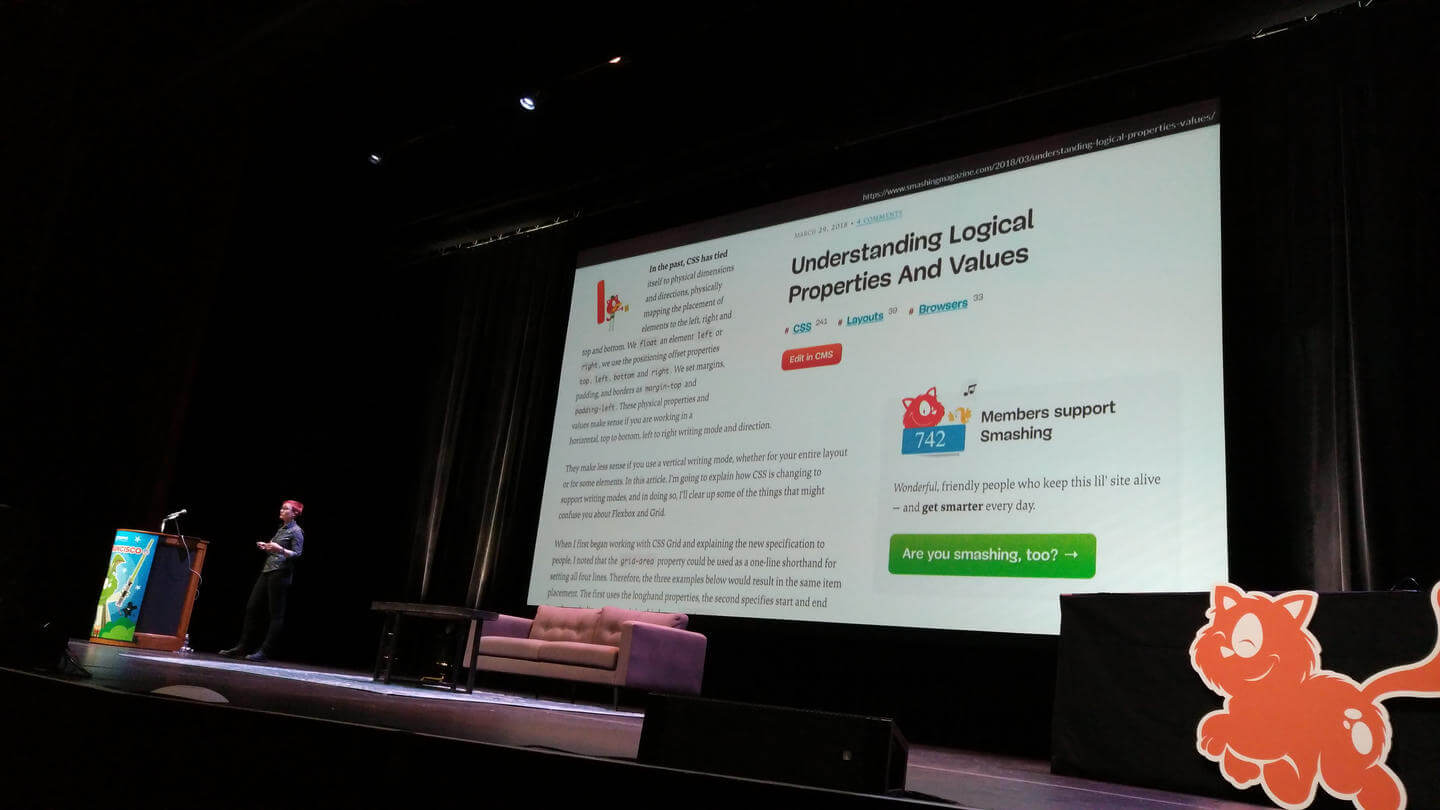 https://www.smashingmagazine.com/2018/03/understanding-logical-properties-values/
MARCH 29, 2018 • 4 COMMENTS
Understanding Logical
Properties And Values
# CSS 241 # Layouts 39 # Browsers 33
Edit in CMS
In the past, CSS has tied
itself to physical dimensions
and directions, physically
mapping the placement of
elements to the left, right and
top and bottom. We float an element left or
right, we use the positioning offset properties
top, left, bottom and right. We set margins,
padding, and borders as margin-top and
padding-left. These physical properties and
values make sense if you are working in a
horizontal, top to bottom, left to right writing mode and direction.
They make less sense if you use a vertical writing mode, whether for your entire layout
or for some elements. In this article, I'm going to explain how CSS is changing to
support writing modes, and in doing so, I'll clear up some of the things that might
confuse you about Flexbox and Grid.
When I first began working with CSS Grid and explaining the new specification to
people, I noted that the grid-area property could be used as a one-line shorthand for
setting all four lines. Therefore, the three examples below would result in the same item
placement. The first uses the longhand properties, the second specifies start and end
742
Members support
Smashing
Wonderful, friendly people who keep this lil' site alive
– and get smarter every day.
Are you smashing, too? →
NCISCO